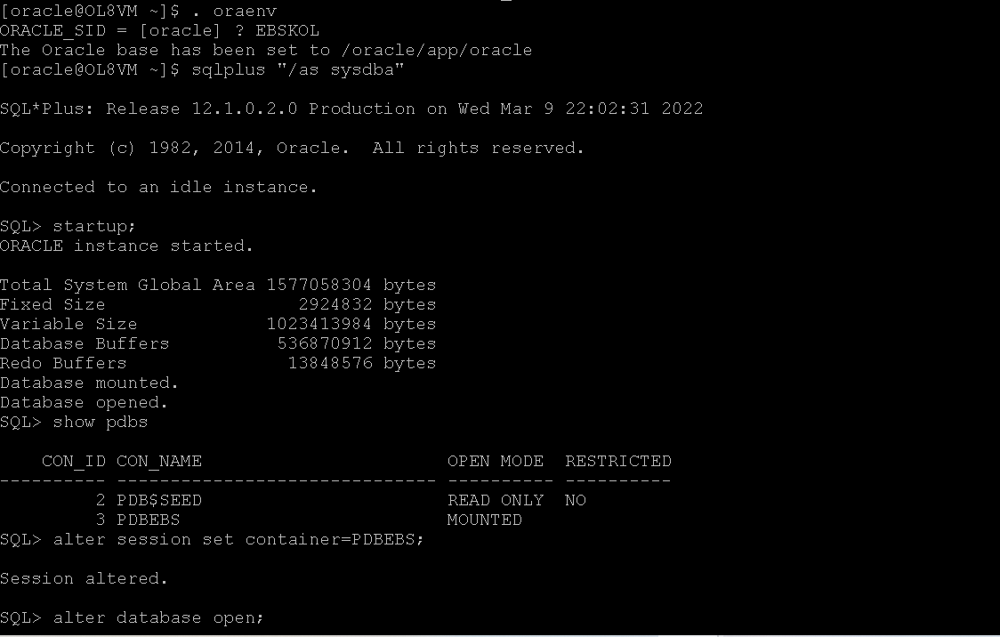 [oracle@OL8VM ~]$ . oraenv
ORACLE_SID = [oracle] ? EBSKOL
The Oracle base has been set to /oracle/app/oracle
[oracle@OL8VM ~]$ sqlplus "/as sysdba"
SQL*Plus: Release 12.1.0.2.0 Production on Wed Mar 9 22:02:31 2022
Copyright (c) 1982, 2014, Oracle.  All rights reserved.
Connected to an idle instance.
SQL> startup;
ORACLE instance started.
Total System Global Area 1577058304 bytes
Fixed Size                  2924832 bytes
Variable Size            1023413984 bytes
Database Buffers          536870912 bytes
Redo Buffers               13848576 bytes
Database mounted.
Database opened.
SQL> show pdbs
    CON_ID CON_NAME                       OPEN MODE  RESTRICTED
---------- ------------------------------ ---------- ----------
         2 PDB$SEED                       READ ONLY  NO
         3 PDBEBS                         MOUNTED
SQL> alter session set container=PDBEBS;
Session altered.
SQL> alter database open;